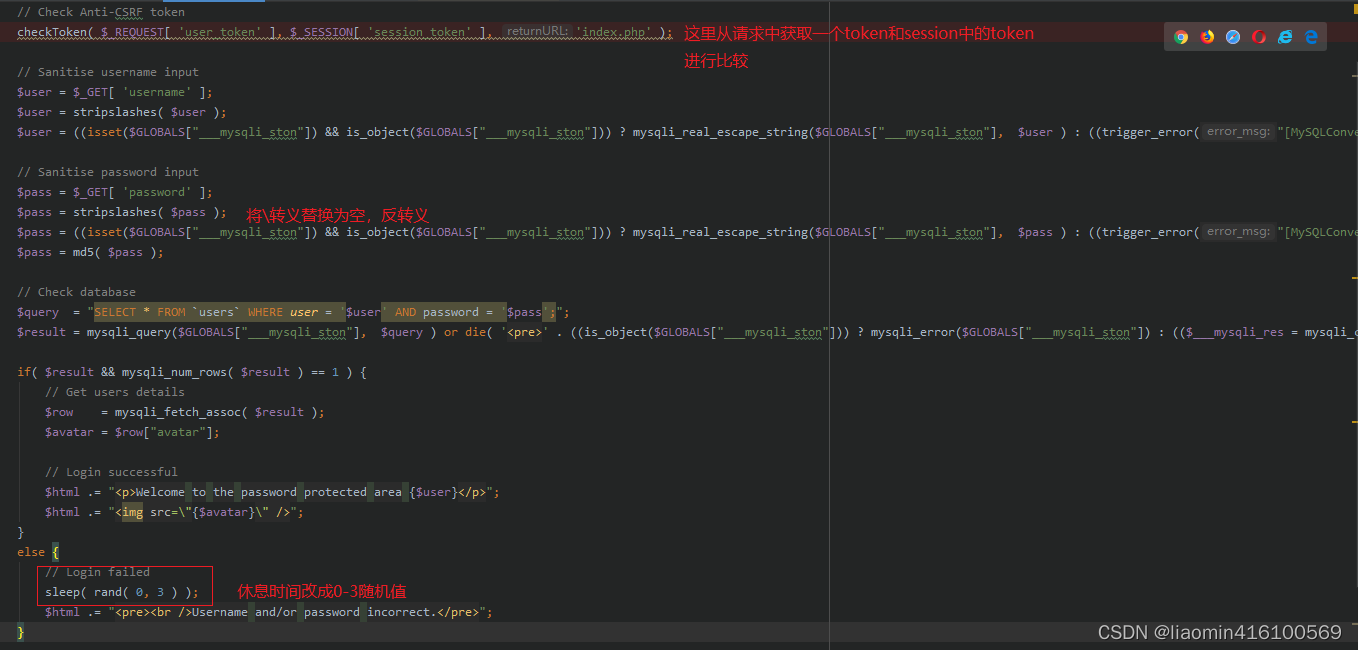 // Check Anti-CSRF token
checkToken( $_REQUEST[ 'user_token' ], $_SESSION[ 'session_token' ], returnURL: 'index.php' ); 这里从请求中获取一个token和session中的token
进行比较
// Sanitise username input
$user = $_GET[ 'username' ];
$user = stripslashes( $user );
$user = ((isset($GLOBALS["___mysqli_ston"]) && is_object($GLOBALS["___mysqli_ston"])) ? mysqli_real_escape_string($GLOBALS["___mysqli_ston"], $user ) : ((trigger_error( error_msg: "[MySQLConve
// Sanitise password input
$pass = $_GET[ 'password' ];
$pass = stripslashes( $pass ); 将\转义替换为空，反转义
$pass = ((isset($GLOBALS["___mysqli_ston"]) && is_object($GLOBALS["___mysqli_ston"])) ? mysqli_real_escape_string($GLOBALS["___mysqli_ston"], $pass ) : ((trigger_error( error_msg: "[MySQLConve
$pass = md5( $pass );
// Check database
$query = "SELECT * FROM `users` WHERE user = '$user' AND password = '$pass';";
$result = mysqli_query($GLOBALS["___mysqli_ston"], $query ) or die( '<pre>' . ((is_object($GLOBALS["___mysqli_ston"])) ? mysqli_error($GLOBALS["___mysqli_ston"]) : (($___mysqli_res = mysqli_c
if( $result && mysqli_num_rows( $result ) == 1 ) {
// Get users details
$row = mysqli_fetch_assoc( $result );
$avatar = $row["avatar"];
// Login successful
$html .= "<p>Welcome to the password protected area {$user}</p>";
$html .= "<img src=\"{$avatar}\" />";
}
else {
// Login failed
sleep( rand( 0, 3 ) ); 休息时间改成0-3随机值
$html .= "<pre><br />Username and/or password incorrect.</pre>";
}
CSDN @liaomin416100569